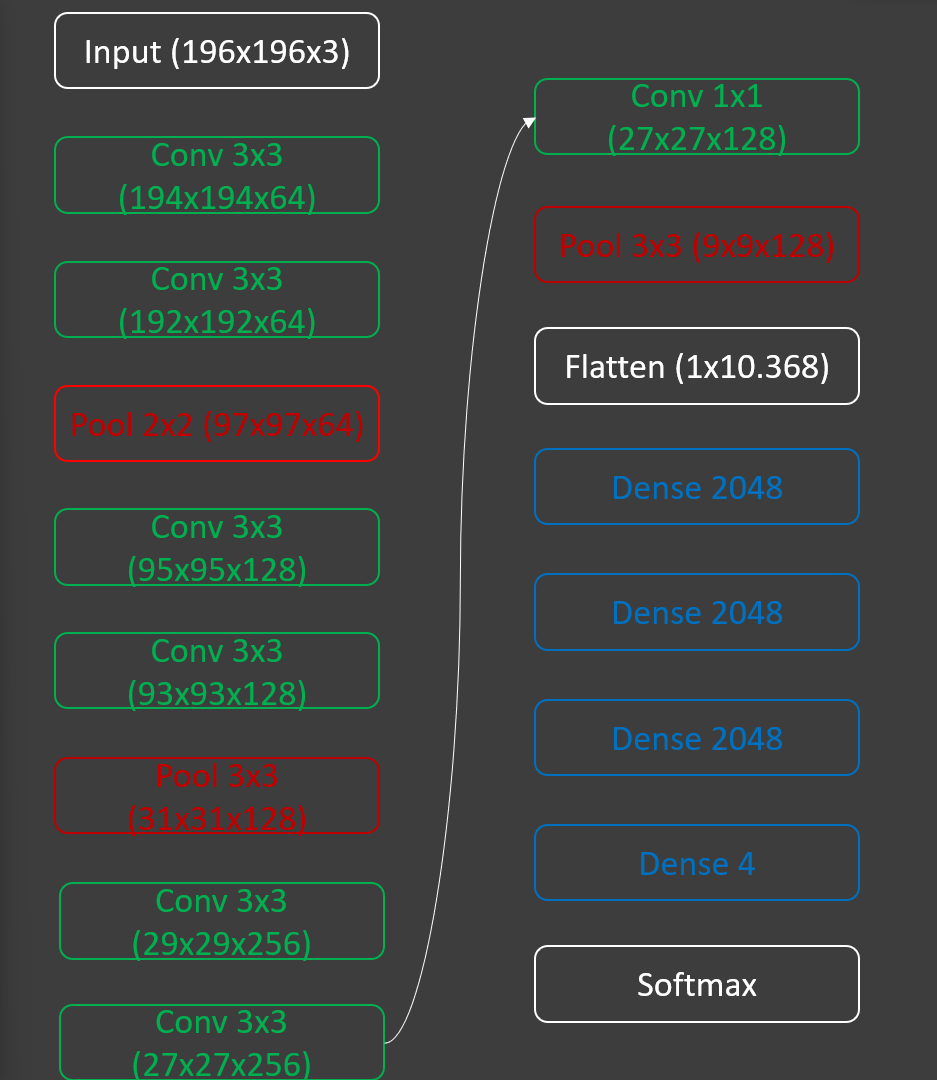 Input (196x196x3)
Conv 3x3
(194x194x64)
Conv 3x3
(192x192x64)
Pool 2x2 (97x97x64)
Conv 3x3
(95x95x128)
Conv 3x3
(93x93x128)
Pool 3x3
(31x31x128)
Conv 3x3
(29x29x256)
Conv 3x3
(27x27x256)
Conv 1x1
(27x27x128)
Pool 3x3 (9x9x128)
Flatten (1x10.368)
Dense 2048
Dense 2048
Dense 2048
Dense 4
Softmax